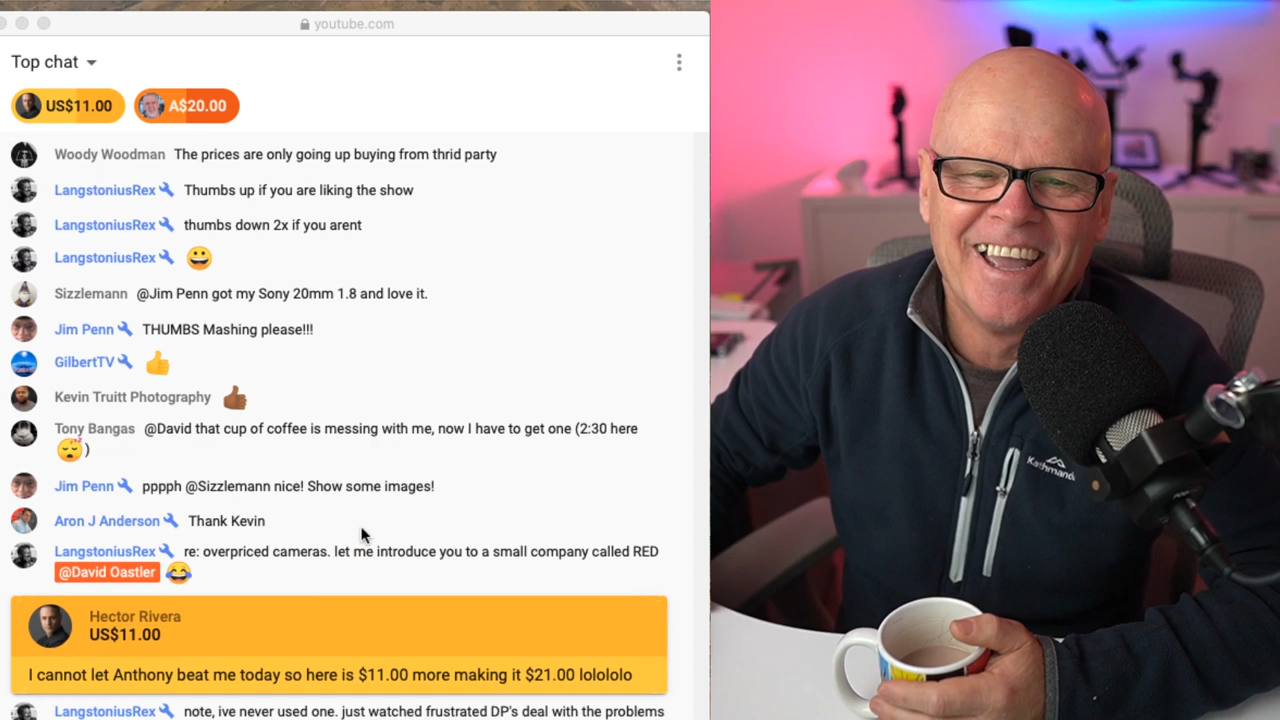 youtube.com
Top chat
US$11.00 A$20.00
Woody Woodman The prices are only going up buying from thrid party
LangstoniusRex Thumbs up if you are liking the show
LangstoniusRex thumbs down 2x if you arent
LangstoniusRex 😀
Sizzlemann @Jim Penn got my Sony 20mm 1.8 and love it.
Jim Penn THUMBS Mashing please!!!
GilbertTV 👍
Kevin Truitt Photography 👍🏾
Tony Bangas @David that cup of coffee is messing with me, now I have to get one (2:30 here
😴)
Jim Penn pppph @Sizzlemann nice! Show some images!
Aron J Anderson Thank Kevin
LangstoniusRex re: overpriced cameras. let me introduce you to a small company called RED
@David Oastler 😂
Hector Rivera
US$11.00
I cannot let Anthony beat me today so here is $11.00 more making it $21.00 lolololo
LangstoniusRex note, ive never used one. just watched frustrated DP's deal with the problems
Kathmandu